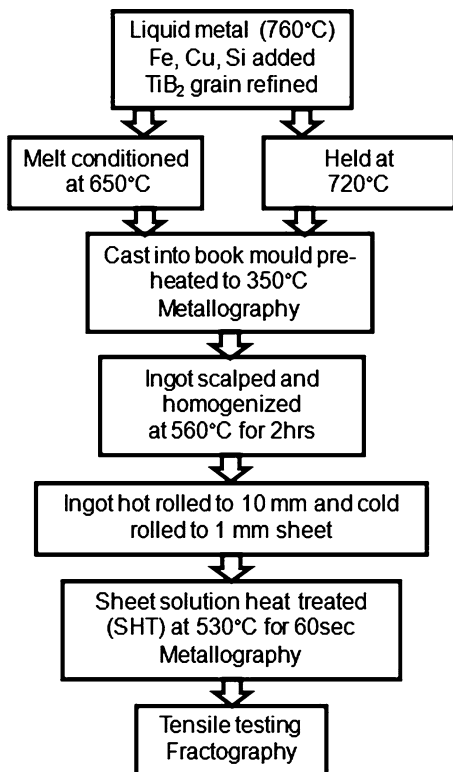 Liquid metal (760°C)
Fe, Cu, Si added
TiB₂ grain refined
Melt conditioned
at 650°C
Held at
720°C
Cast into book mould pre-
heated to 350°C
Metallography
Ingot scalped and
homogenized
at 560°C for 2hrs
Ingot hot rolled to 10 mm and cold
rolled to 1 mm sheet
Sheet solution heat treated
(SHT) at 530°C for 60sec
Metallography
Tensile testing
Fractography